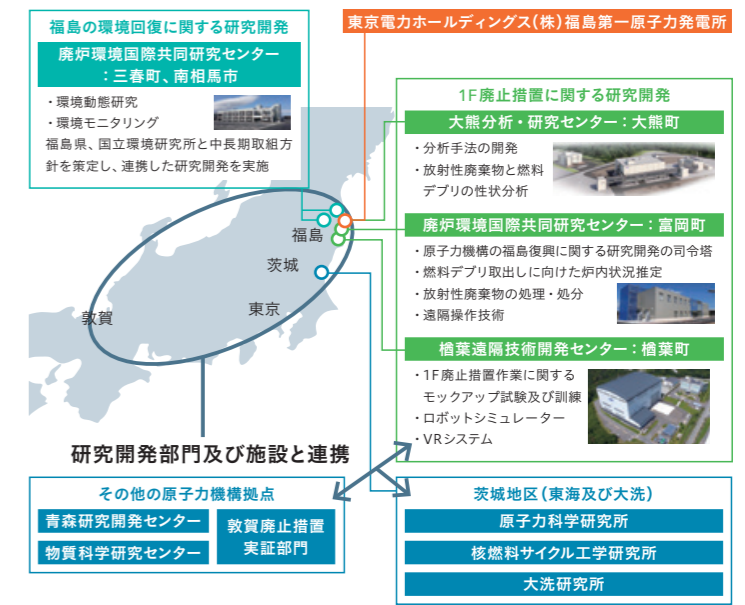 福島の環境回復に関する研究開発
廃炉環境国際共同研究センター
：三春町、南相馬市
・環境動態研究
・環境モニタリング
福島県、国立環境研究所と中長期取組方
針を策定し、連携した研究開発を実施
東京電力ホールディングス(株)福島第一原子力発電所
1F廃止措置に関する研究開発
大熊分析・研究センター：大熊町
・分析手法の開発
・放射性廃棄物と燃料
デブリの性状分析
廃炉環境国際共同研究センター：富岡町
・原子力機構の福島復興に関する研究開発の司令塔
・燃料デブリ取出しに向けた炉内状況推定
・放射性廃棄物の処理・処分
・遠隔操作技術
楢葉遠隔技術開発センター：楢葉町
・1F廃止措置作業に関する
モックアップ試験及び訓練
・ロボットシミュレーター
・VRシステム
福島
茨城
東京
敦賀
研究開発部門及び施設と連携
その他の原子力機構拠点
青森研究開発センター
物質科学研究センター
敦賀廃止措置
実証部門
茨城地区(東海及び大洗)
原子力科学研究所
核燃料サイクル工学研究所
大洗研究所